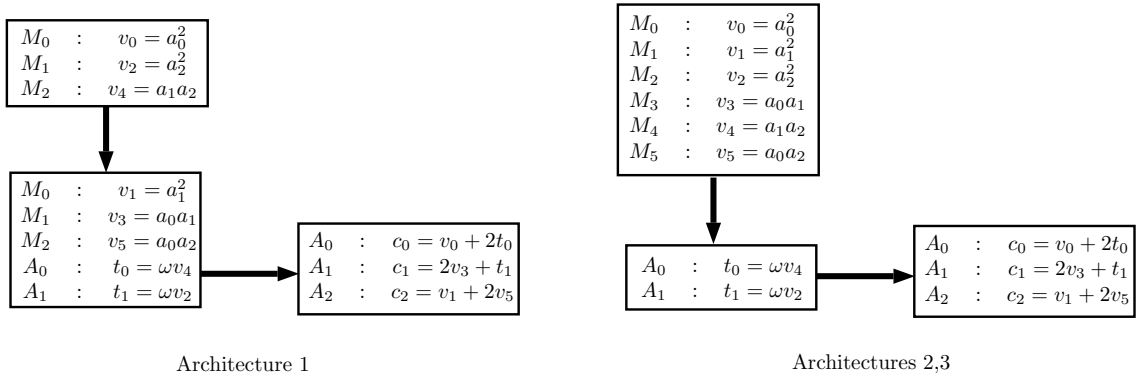 M_0 : v_0 = a_0^2
M_1 : v_2 = a_2^2
M_2 : v_4 = a_1a_2
M_0 : v_1 = a_1^2
M_1 : v_3 = a_0a_1
M_2 : v_5 = a_0a_2
A_0 : t_0 = ωv_4
A_1 : t_1 = ωv_2
A_0 : c_0 = v_0 + 2t_0
A_1 : c_1 = 2v_3 + t_1
A_2 : c_2 = v_1 + 2v_5
Architecture 1
M_0 : v_0 = a_0^2
M_1 : v_1 = a_1^2
M_2 : v_2 = a_2^2
M_3 : v_3 = a_0a_1
M_4 : v_4 = a_1a_2
M_5 : v_5 = a_0a_2
A_0 : t_0 = ωv_4
A_1 : t_1 = ωv_2
A_0 : c_0 = v_0 + 2t_0
A_1 : c_1 = 2v_3 + t_1
A_2 : c_2 = v_1 + 2v_5
Architectures 2,3